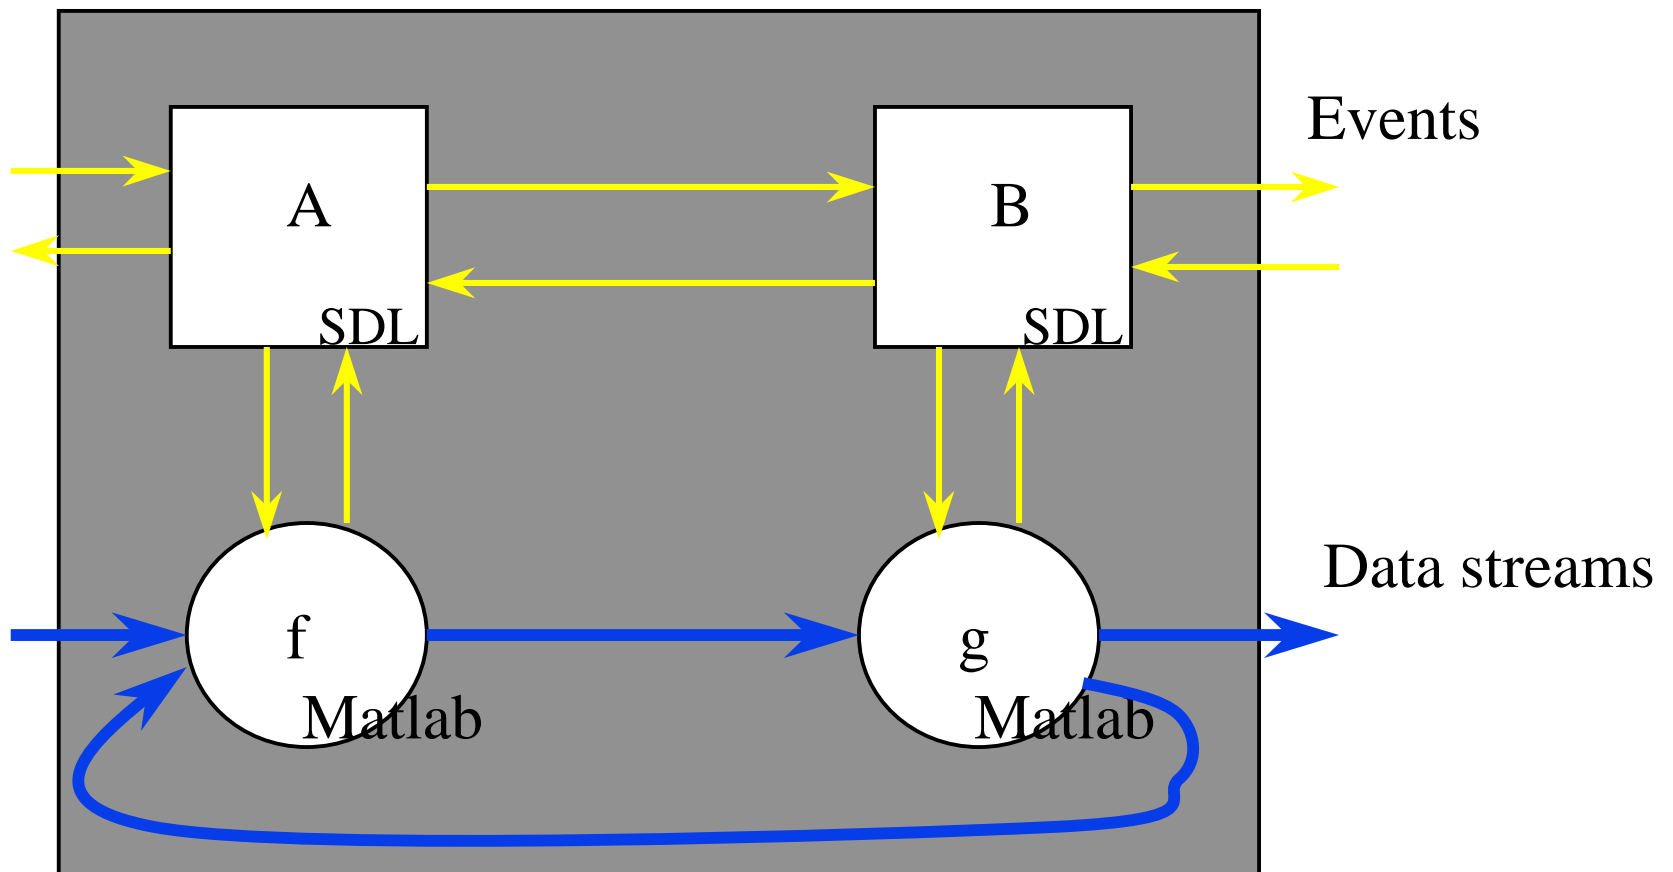 Events
A
B
SDL
SDL
Data streams
f
g
Matlab
Matlab